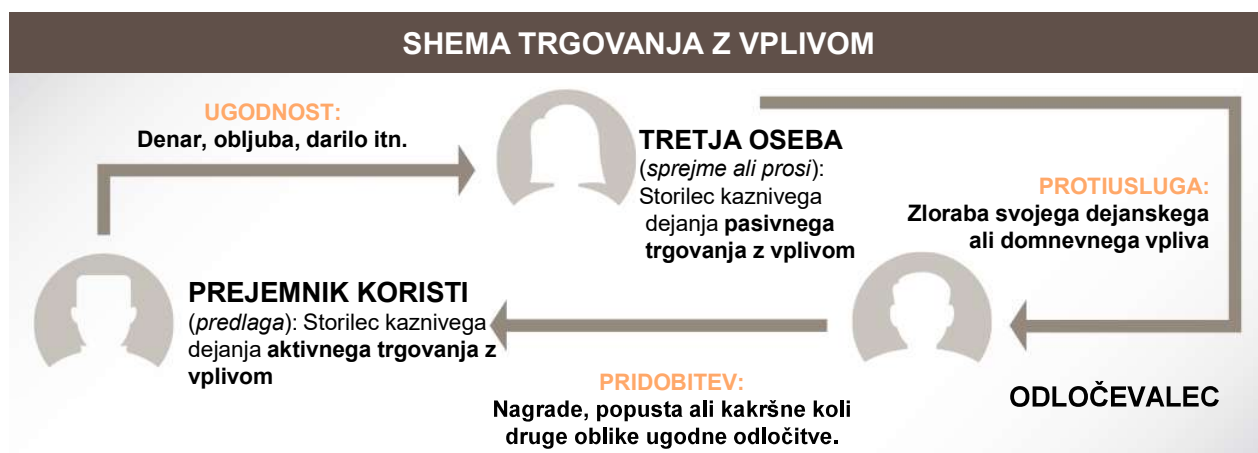 SHEMA TRGOVANJA Z VPLIVOM
UGODNOST:
Denar, obljuba, darilo itn.
TRETJA OSEBA
(sprejme ali prosi):
Storilec kaznivega
dejanja pasivnega
trgovanja z vplivom
PROTIUSLUGA:
Zloraba svojega dejanskega
ali domnevnega vpliva
PREJEMNIK KORISTI
(predlaga): Storilec kaznivega
dejanja aktivnega trgovanja z
vplivom
PRIDOBITEV:
Nagrade, popusta ali kakršne koli
druge oblike ugodne odločitve.
ODLOČEVALEC